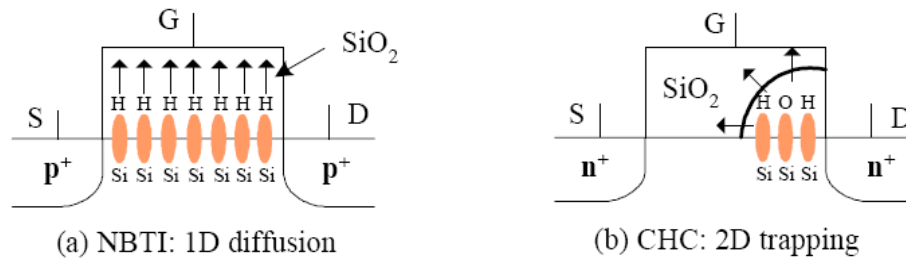 G
SiO₂
H H H H H H H
S D
p⁺ p⁺
Si Si Si Si Si Si Si
(a) NBTI: 1D diffusion
G
SiO₂
H O H
S D
n⁺ n⁺
Si Si Si
(b) CHC: 2D trapping